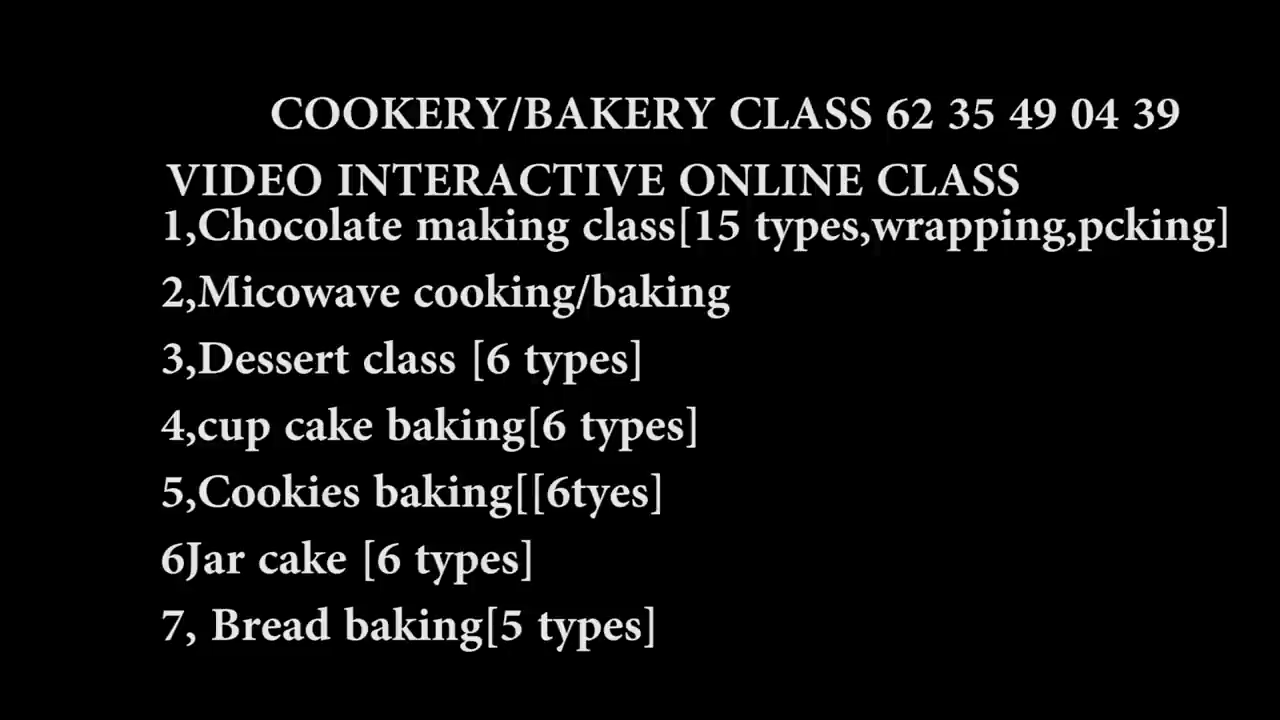 COOKERY/BAKERY CLASS 62 35 49 04 39
VIDEO INTERACTIVE ONLINE CLASS
1,Chocolate making class[15 types,wrapping,pcking]
2,Micowave cooking/baking
3,Dessert class [6 types]
4,cup cake baking[6 types]
5,Cookies baking[[6tyes]
6Jar cake [6 types]
7, Bread baking[5 types]